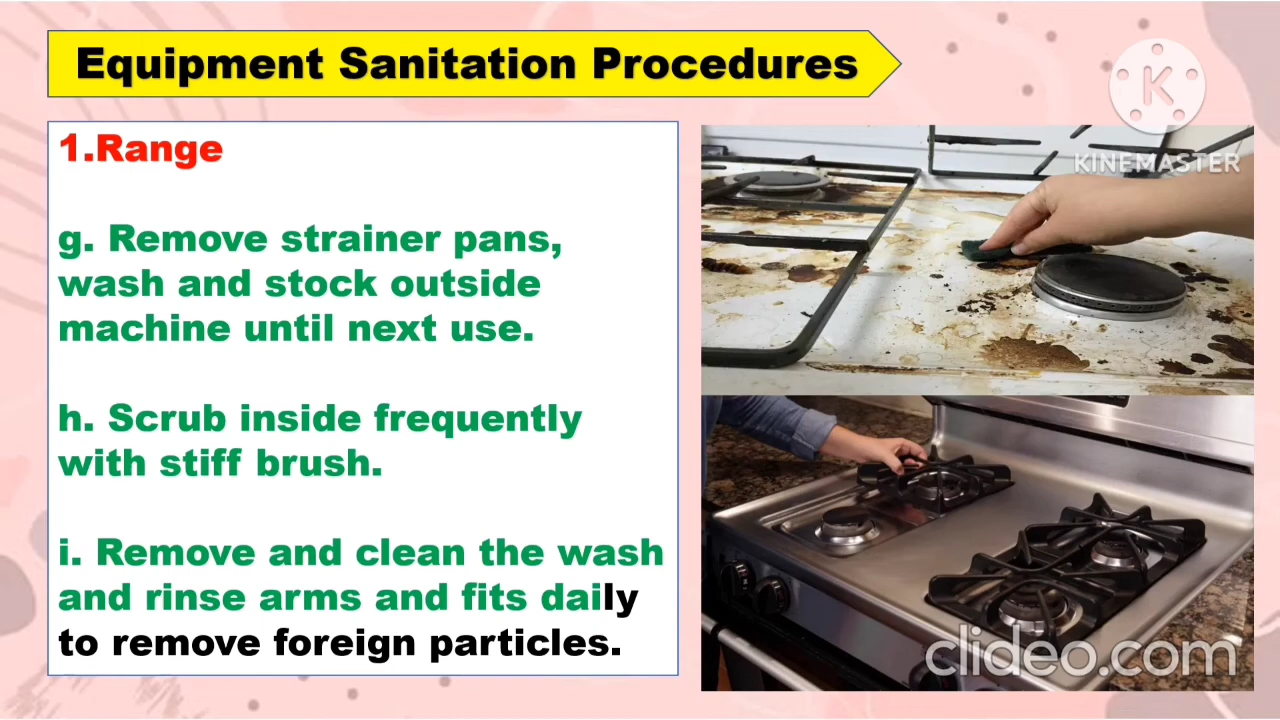 Equipment Sanitation Procedures
K
KINEMASTER
1.Range
g. Remove strainer pans,
wash and stock outside
machine until next use.
h. Scrub inside frequently
with stiff brush.
i. Remove and clean the wash
and rinse arms and fits daily
to remove foreign particles.
clideo.com